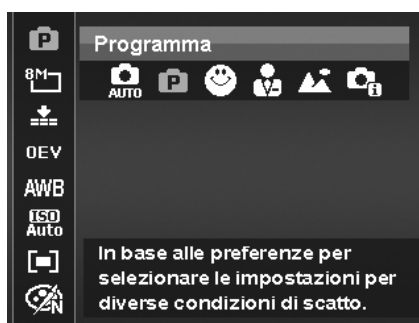 P Programma
AUTO P i
8M
0EV
AWB
ISO
Auto
N
In base alle preferenze per
selezionare le impostazioni per
diverse condizioni di scatto.